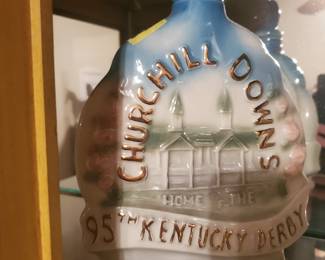 CHURCHILL DOWNS
HOME OF THE
95TH KENTUCKY DERBY